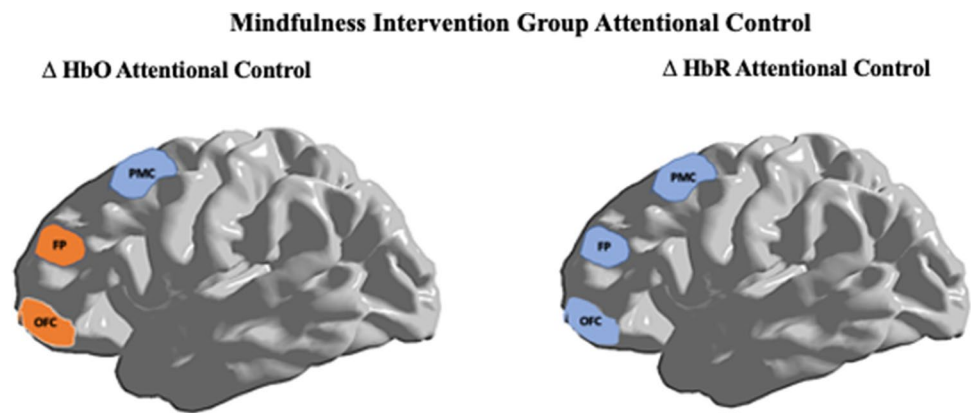 Mindfulness Intervention Group Attentional Control
Δ HbO Attentional Control
Δ HbR Attentional Control
PMC
FP
OFC
PMC
FP
OFC